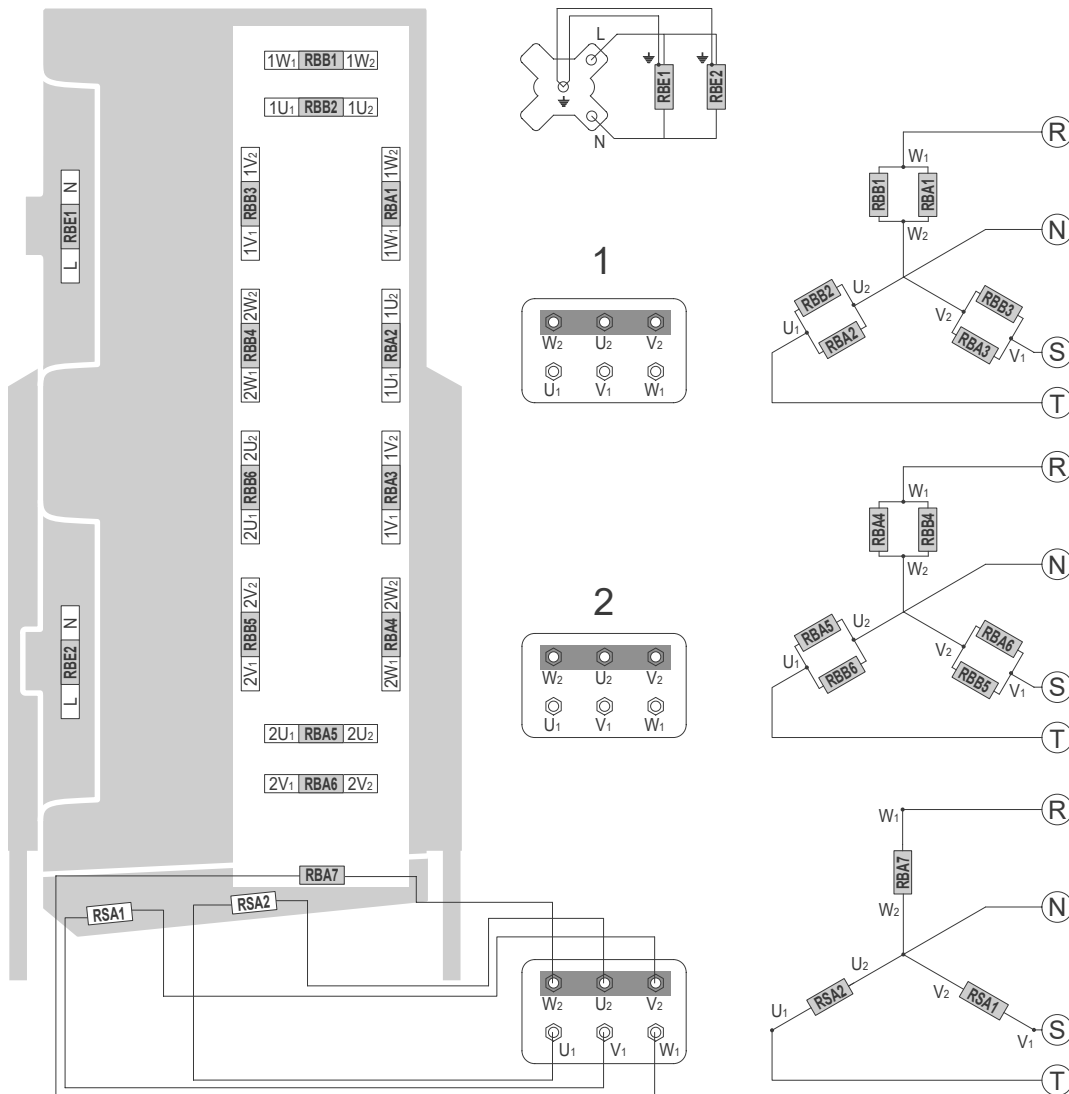 1W1 RBB1 1W2
1U1 RBB2 1U2
1V1 RBB3 1V2
1W1 RBA1 1W2
L RBE1 N
2W1 RBB4 2W2
1U1 RBA2 1U2
2U1 RBB6 2U2
1V1 RBA3 1V2
2V1 RBB5 2V2
2W1 RBA4 2W2
L RBE2 N
2U1 RBA5 2U2
2V1 RBA6 2V2
RBA7
RSA1
RSA2
L
N
RBE1
RBE2
1
W2 U2 V2
U1 V1 W1
2
W2 U2 V2
U1 V1 W1
W2 U2 V2
U1 V1 W1
R
W1
RBB1 RBA1
W2
N
U2
RBB2
U1
RBA2
RBB3
V2
RBA3
V1
S
T
R
W1
RBA4 RBB4
W2
N
U2
RBA5
U1
RBB6
RBA6
V2
RBB5
V1
S
T
R
W1
RBA7
W2
N
U2
RSA2
U1
V2
RSA1
V1
S
T